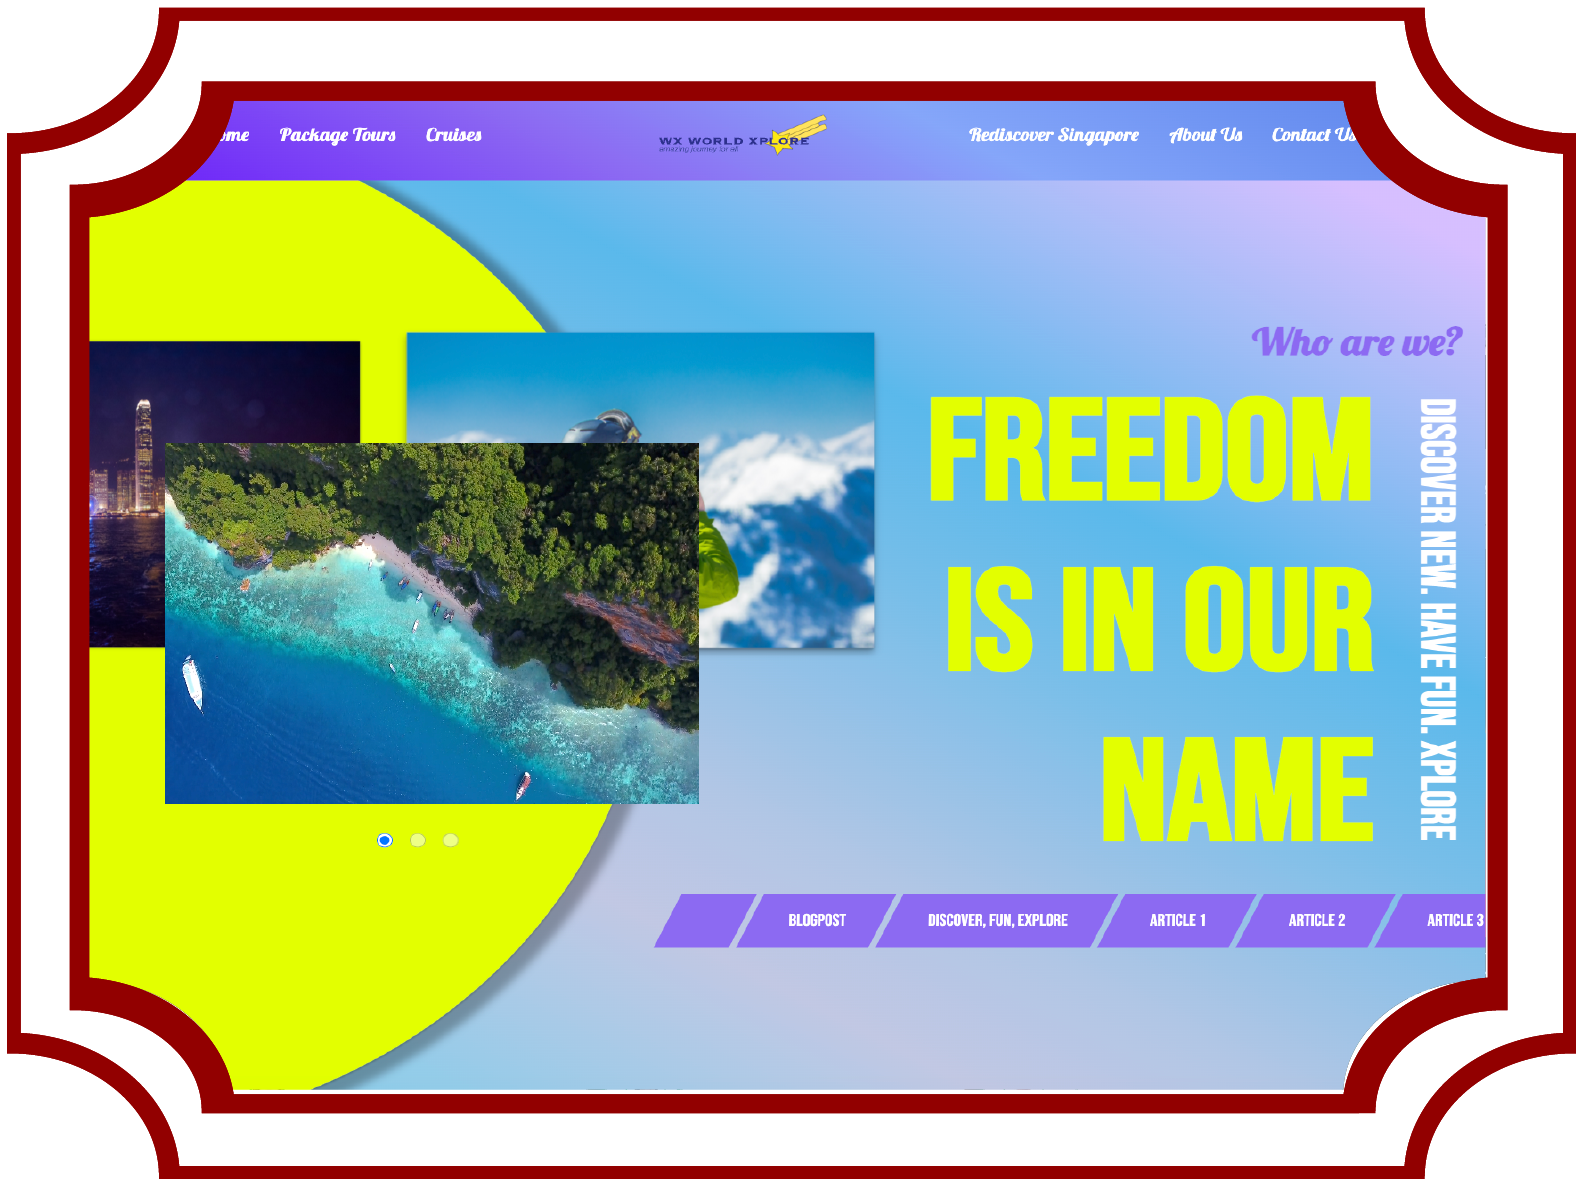 Package Tours
Cruises
WX WORLD XPLORE
amazing journey for all
Rediscover Singapore
About Us
Contact Us
Who are we?
FREEDOM
IS IN OUR
NAME
DISCOVER NEW. HAVE FUN. XPLORE
BLOGPOST
DISCOVER, FUN, EXPLORE
ARTICLE 1
ARTICLE 2
ARTICLE 3